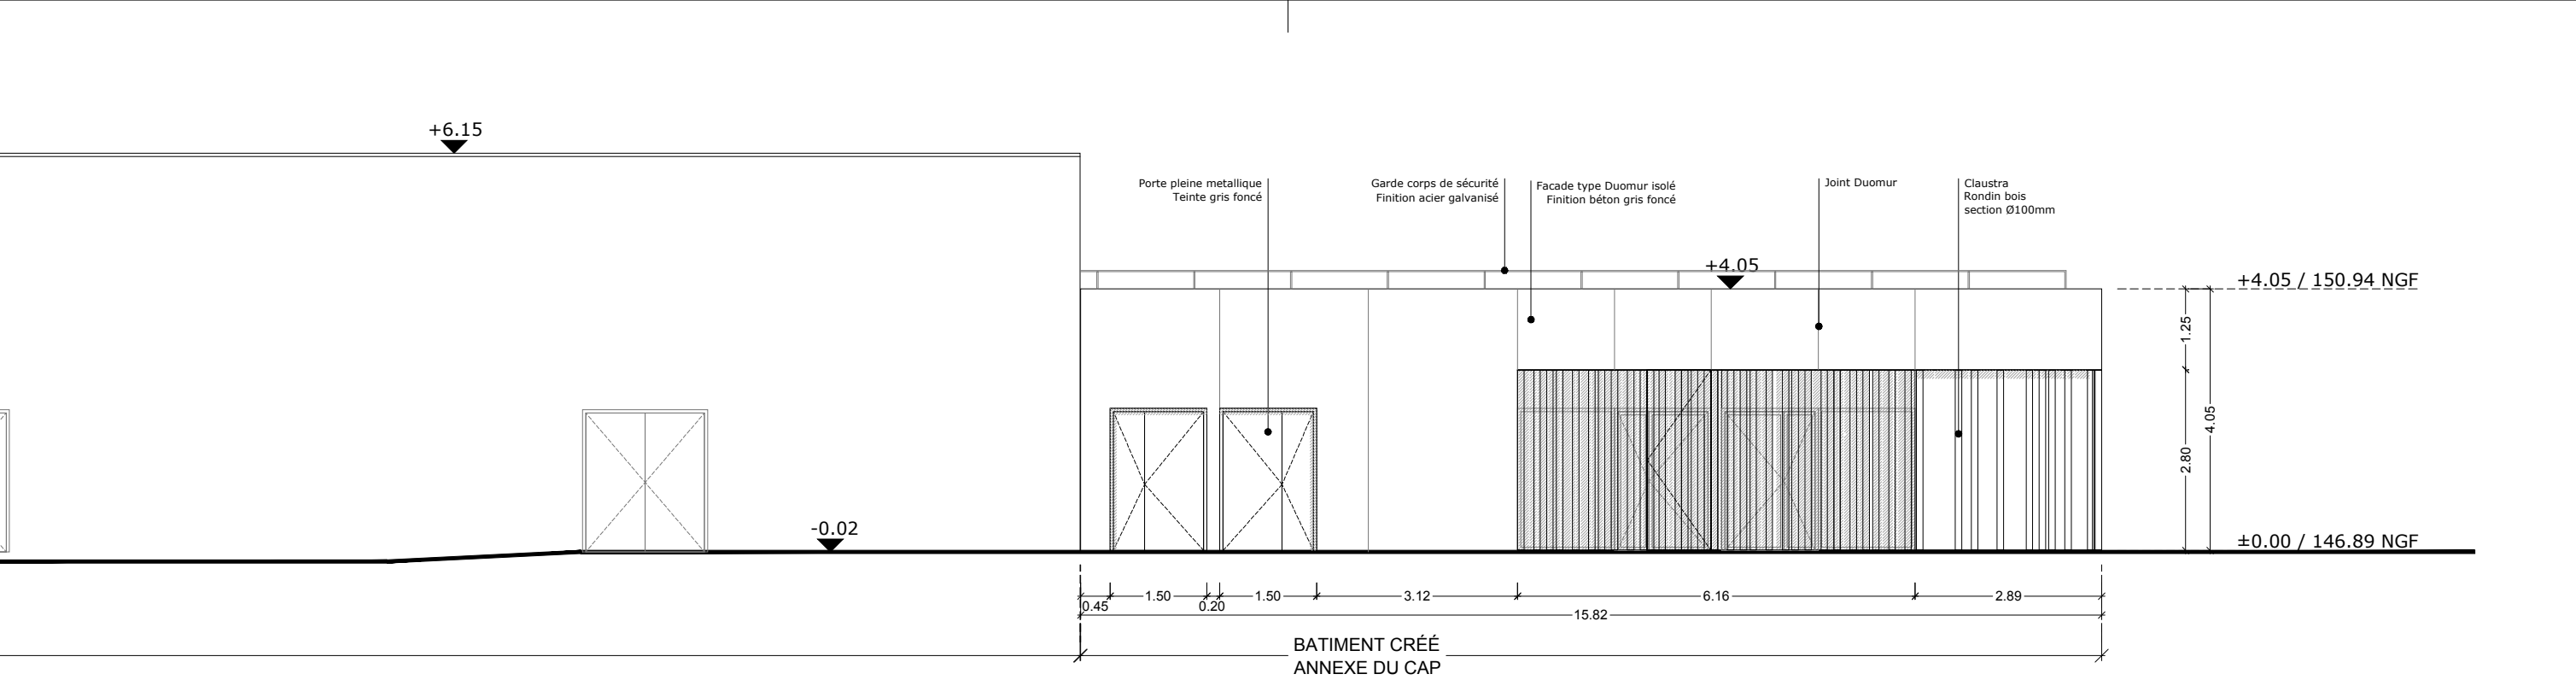 +6.15
Porte pleine metallique
Teinte gris foncé
Garde corps de sécurité
Finition acier galvanisé
Facade type Duomur isolé
Finition béton gris foncé
Joint Duomur
Claustra
Rondin bois
section Ø100mm
+4.05
+4.05 / 150.94 NGF
1.25
4.05
2.80
-0.02
±0.00 / 146.89 NGF
0.45
1.50
0.20
1.50
3.12
6.16
2.89
15.82
BATIMENT CRÉÉ
ANNEXE DU CAP